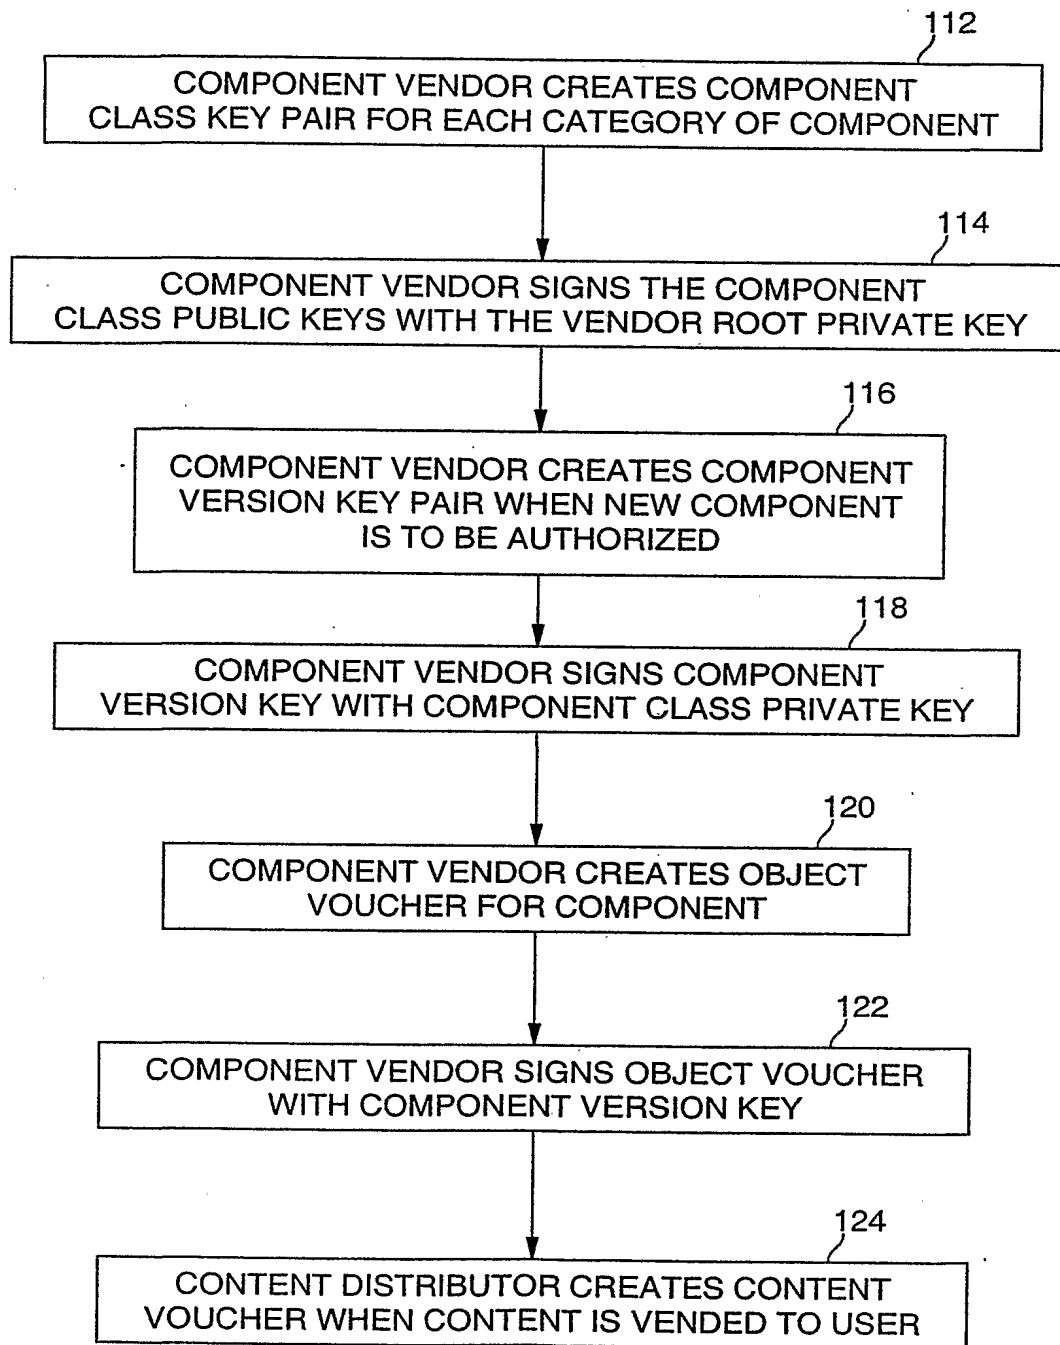 112
COMPONENT VENDOR CREATES COMPONENT
CLASS KEY PAIR FOR EACH CATEGORY OF COMPONENT
114
COMPONENT VENDOR SIGNS THE COMPONENT
CLASS PUBLIC KEYS WITH THE VENDOR ROOT PRIVATE KEY
116
COMPONENT VENDOR CREATES COMPONENT
VERSION KEY PAIR WHEN NEW COMPONENT
IS TO BE AUTHORIZED
118
COMPONENT VENDOR SIGNS COMPONENT
VERSION KEY WITH COMPONENT CLASS PRIVATE KEY
120
COMPONENT VENDOR CREATES OBJECT
VOUCHER FOR COMPONENT
122
COMPONENT VENDOR SIGNS OBJECT VOUCHER
WITH COMPONENT VERSION KEY
124
CONTENT DISTRIBUTOR CREATES CONTENT
VOUCHER WHEN CONTENT IS VENDED TO USER